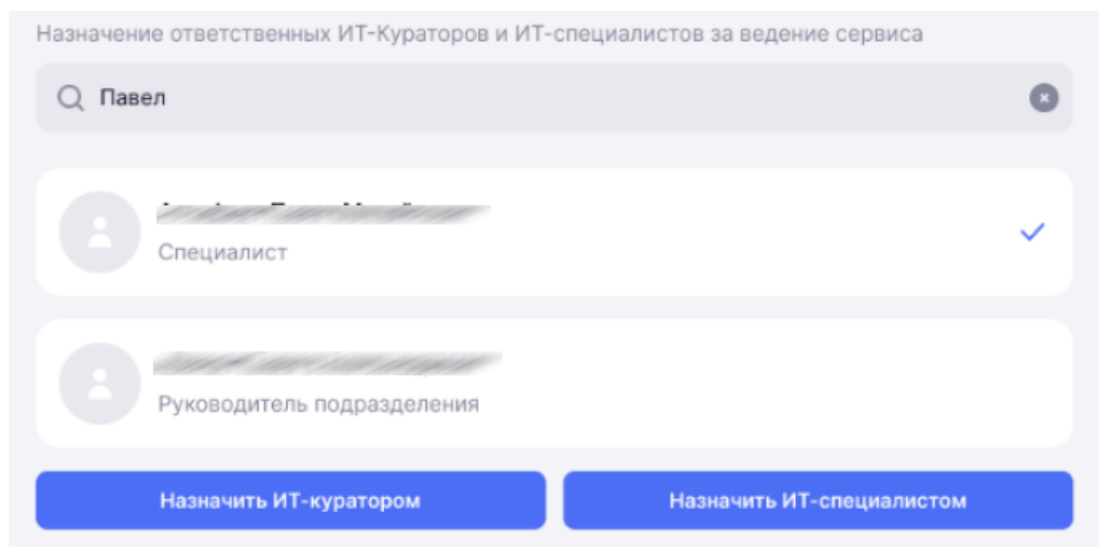 Назначение ответственных ИТ-Кураторов и ИТ-специалистов за ведение сервиса
Павел
Специалист
Руководитель подразделения
Назначить ИТ-куратором
Назначить ИТ-специалистом